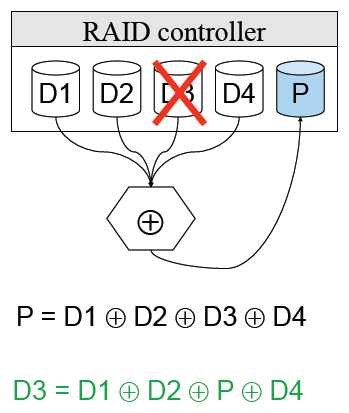 RAID controller
D1 D2 D3 D4 P
⊕
P = D1 ⊕ D2 ⊕ D3 ⊕ D4
D3 = D1 ⊕ D2 ⊕ P ⊕ D4